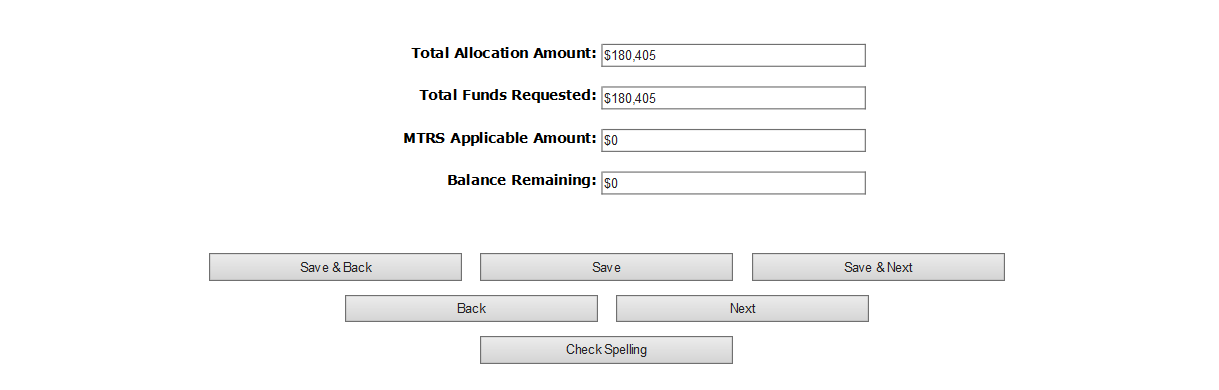 Total Allocation Amount: $180,405
Total Funds Requested: $180,405
MTRS Applicable Amount: $0
Balance Remaining: $0
Save & Back Save Save & Next
Back Next
Check Spelling